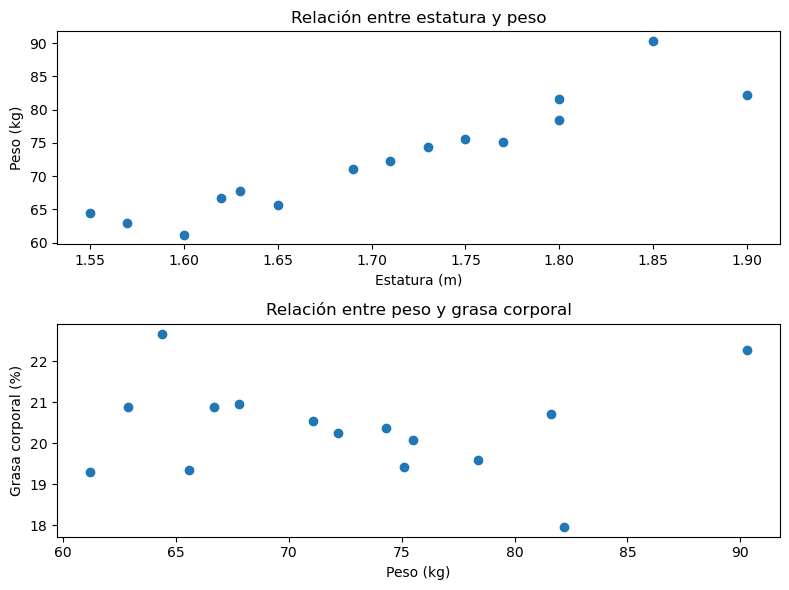 Relación entre estatura y peso
90
85
80
75
70
65
60
Peso (kg)
1.55 1.60 1.65 1.70 1.75 1.80 1.85 1.90
Estatura (m)
Relación entre peso y grasa corporal
22
21
20
19
18
Grasa corporal (%)
60 65 70 75 80 85 90
Peso (kg)